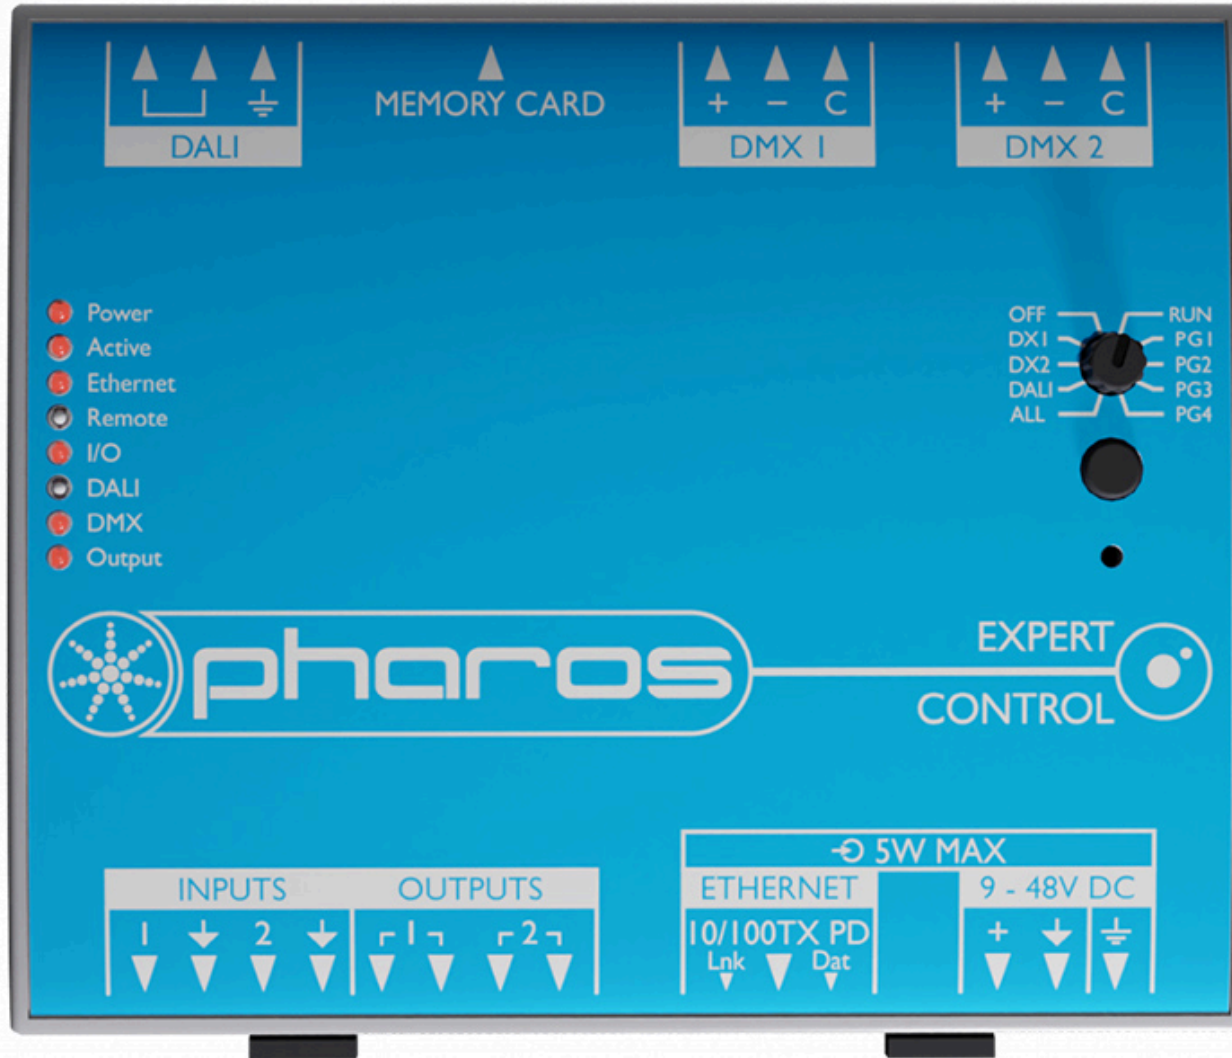 + - C + - C
DALI MEMORY CARD DMX 1 DMX 2
Power
Active
Ethernet
Remote
I/O
DALI
DMX
Output
OFF RUN
DX1 PG1
DX2 PG2
DALI PG3
ALL PG4
pharos
EXPERT
CONTROL
5W MAX
INPUTS OUTPUTS ETHERNET 9 - 48V DC
1 2 1 2 10/100TX PD +
Lnk Dat